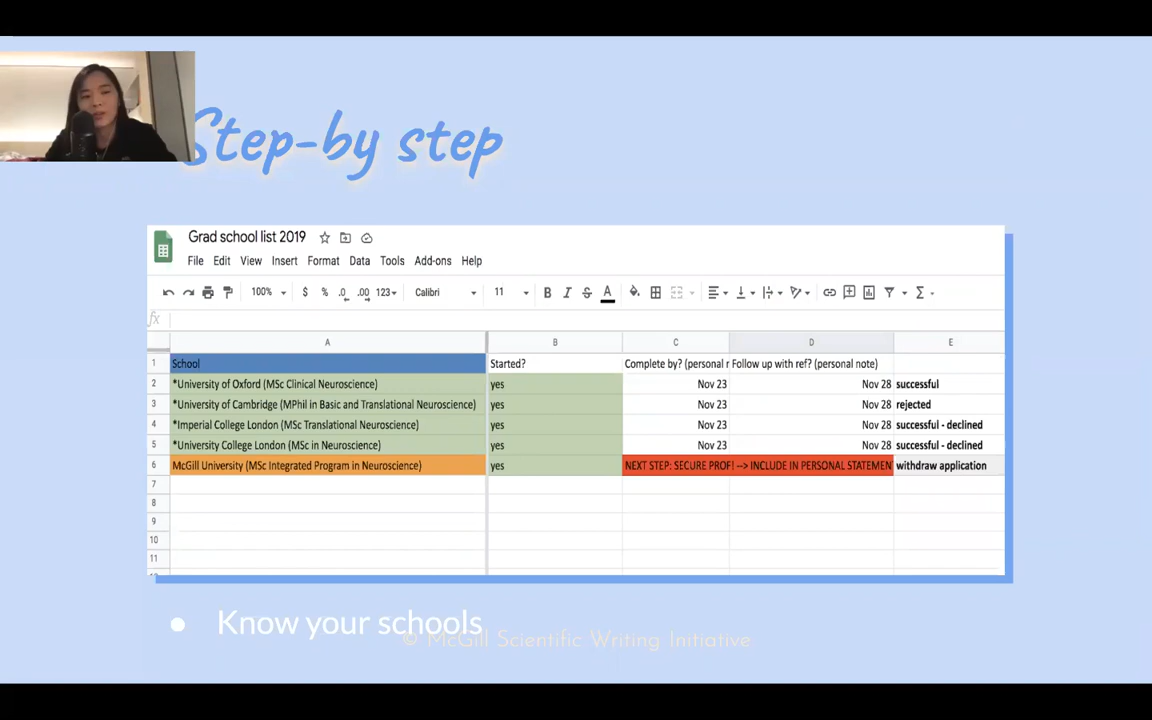 Step-by step
Grad school list 2019
File Edit View Insert Format Data Tools Add-ons Help
100% $ % .0 .00 123 Calibri 11 B I S A
fx
A B C D E
1 School Started? Complete by? (personal r Follow up with ref? (personal note)
2 *University of Oxford (MSc Clinical Neuroscience) yes Nov 23 Nov 28 successful
3 *University of Cambridge (MPhil in Basic and Translational Neuroscience) yes Nov 23 Nov 28 rejected
4 *Imperial College London (MSc Translational Neuroscience) yes Nov 23 Nov 28 successful - declined
5 *University College London (MSc in Neuroscience) yes Nov 23 Nov 28 successful - declined
6 McGill University (MSc Integrated Program in Neuroscience) yes NEXT STEP: SECURE PROF! --> INCLUDE IN PERSONAL STATEMEN withdraw application
7
8
9
10
11
● Know your schools
© McGill Scientific Writing Initiative